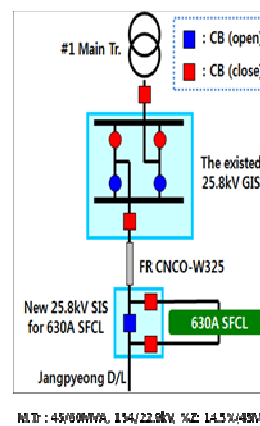 #1 Main Tr.
: CB (open)
: CB (close)
The existed
25.8kV GIS
FR CNCO-W325
New 25.8kV SIS
for 630A SFCL
630A SFCL
Jangpyeong D/L
M.Tr : 45/60MVA, 154/22.9kV, %Z: 14.5%/45M